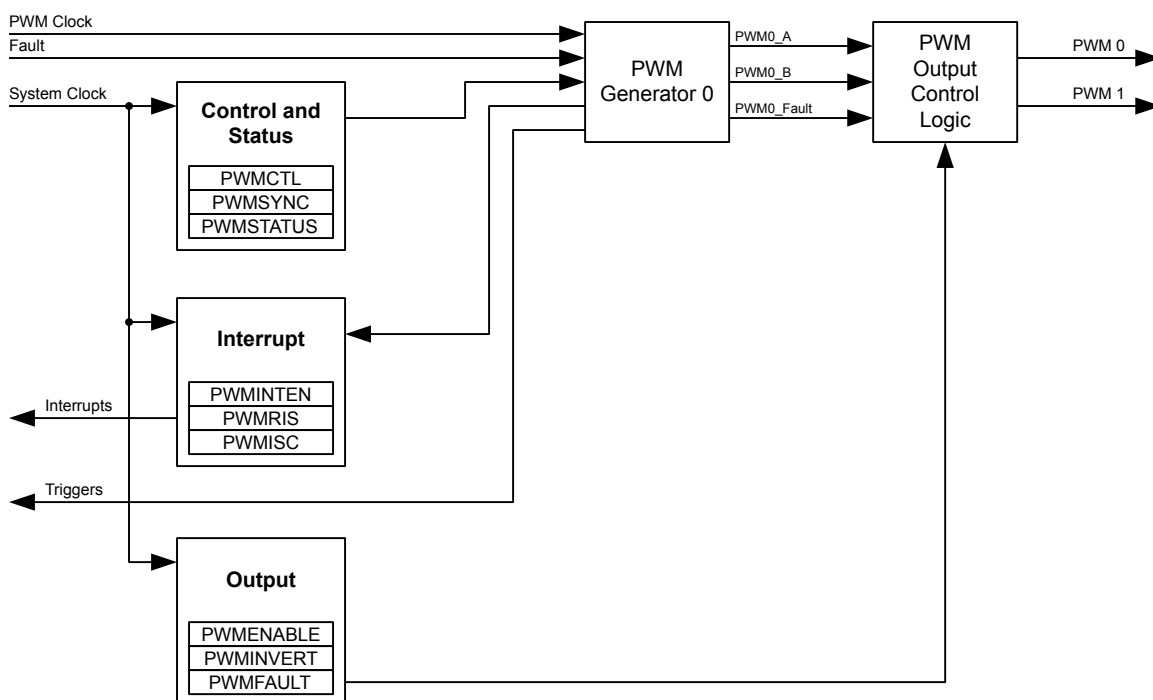 PWM Clock
Fault
System Clock
Control and
Status
PWMCTL
PWMSYNC
PWMSTATUS
Interrupt
PWMINTEN
PWMRIS
PWMISC
Interrupts
Triggers
Output
PWMENABLE
PWMINVERT
PWMFAULT
PWM
Generator 0
PWM0_A
PWM0_B
PWM0_Fault
PWM
Output
Control
Logic
PWM 0
PWM 1